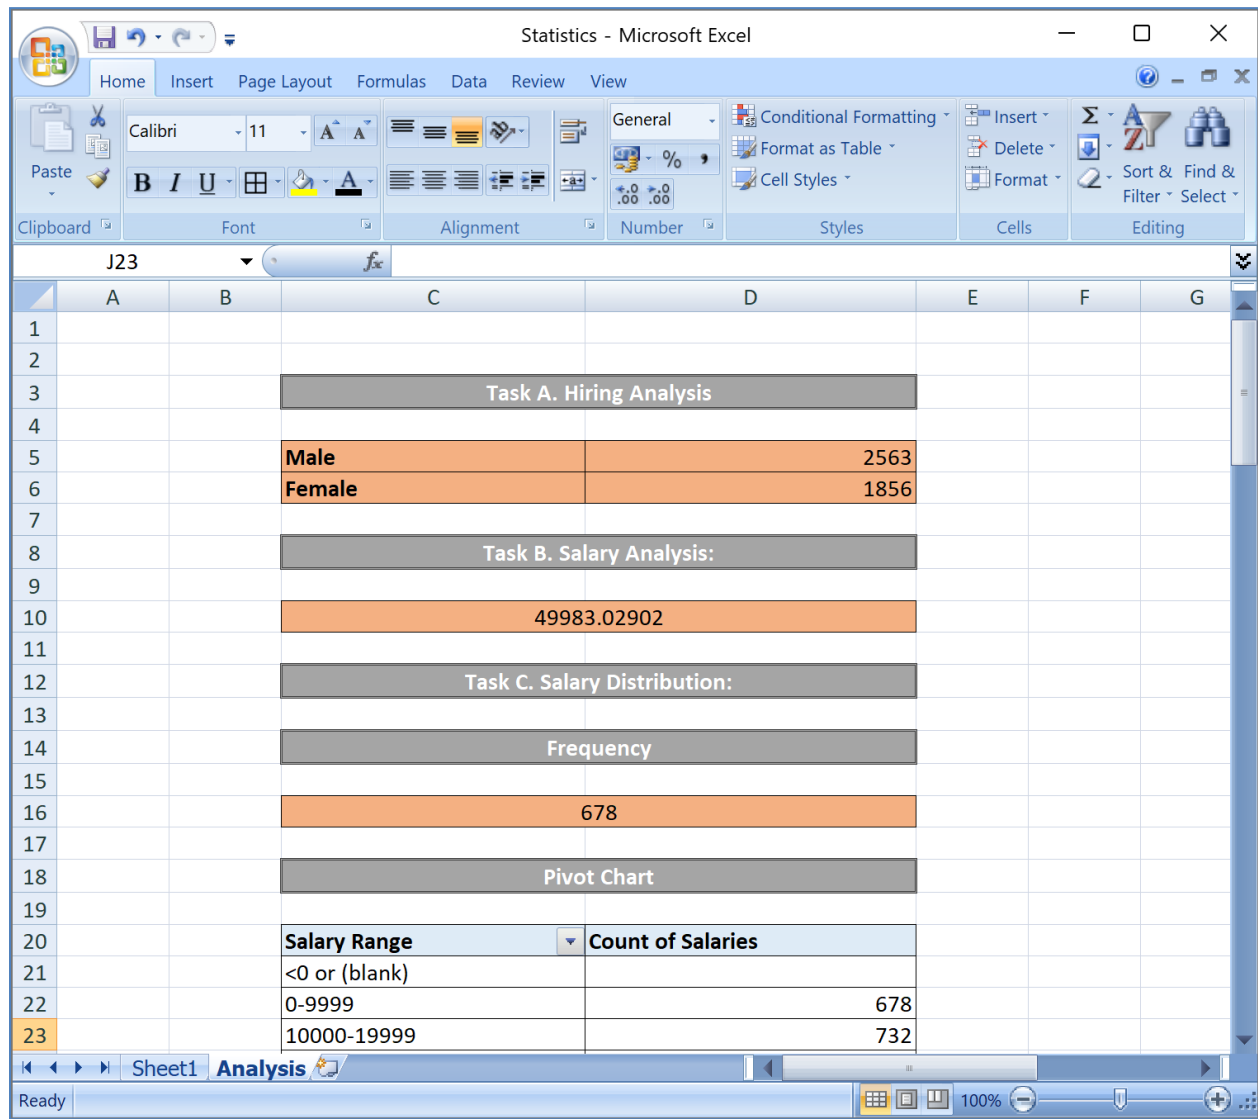 Statistics - Microsoft Excel
Home Insert Page Layout Formulas Data Review View
Paste
Clipboard
Calibri 11
B I U A
Font
Alignment
General
% ,
.00 .00
Number
Conditional Formatting
Format as Table
Cell Styles
Styles
Insert
Delete
Format
Cells
Σ
Sort & Filter
Find & Select
Editing
J23 fx
A B C D E F G
1
2
3 Task A. Hiring Analysis
4
5 Male 2563
6 Female 1856
7
8 Task B. Salary Analysis:
9
10 49983.02902
11
12 Task C. Salary Distribution:
13
14 Frequency
15
16 678
17
18 Pivot Chart
19
20 Salary Range Count of Salaries
21 <0 or (blank)
22 0-9999 678
23 10000-19999 732
Sheet1 Analysis
Ready 100%